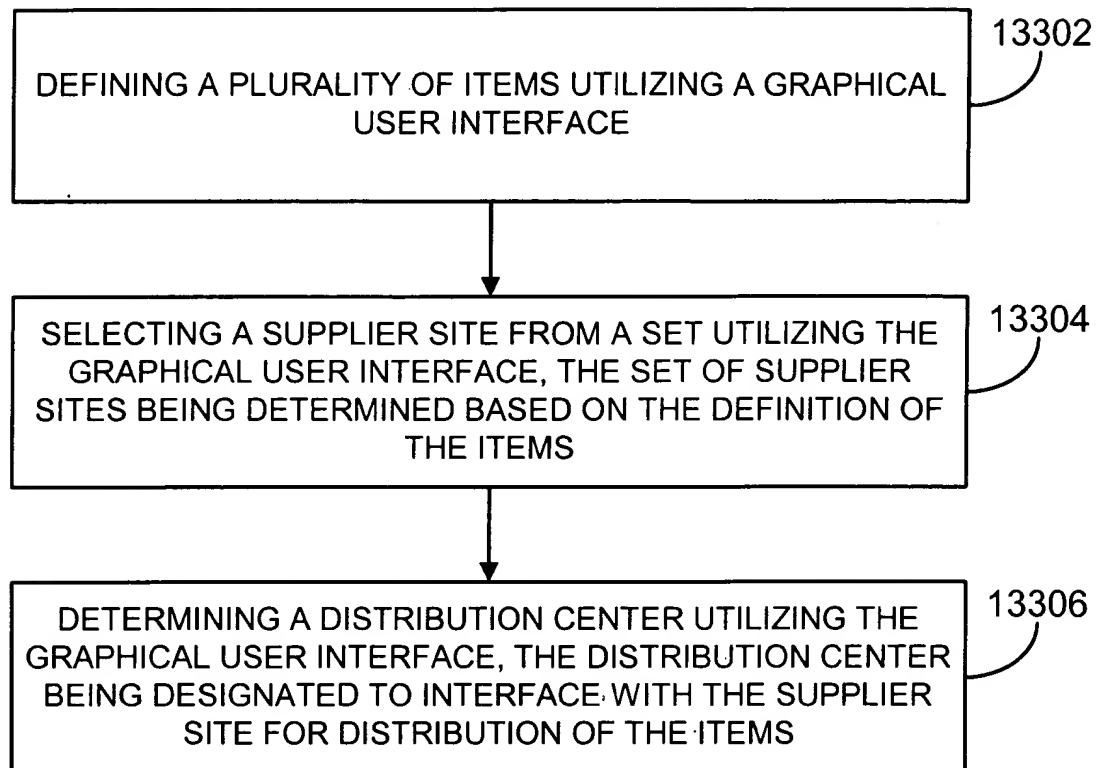 13302
DEFINING A PLURALITY OF ITEMS UTILIZING A GRAPHICAL
USER INTERFACE
13304
SELECTING A SUPPLIER SITE FROM A SET UTILIZING THE
GRAPHICAL USER INTERFACE, THE SET OF SUPPLIER
SITES BEING DETERMINED BASED ON THE DEFINITION OF
THE ITEMS
13306
DETERMINING A DISTRIBUTION CENTER UTILIZING THE
GRAPHICAL USER INTERFACE, THE DISTRIBUTION CENTER
BEING DESIGNATED TO INTERFACE WITH THE SUPPLIER
SITE FOR DISTRIBUTION OF THE ITEMS